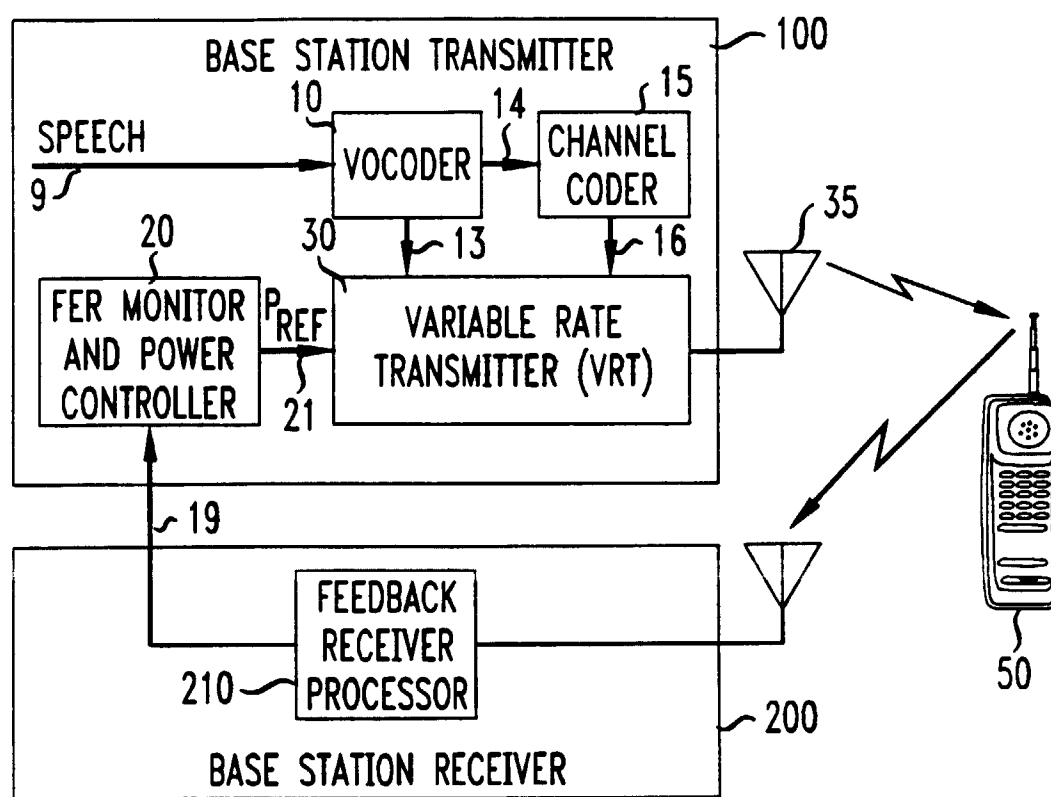 BASE STATION TRANSMITTER
100
SPEECH
9
10
VOCODER
14
15
CHANNEL
CODER
13
16
35
20
FER MONITOR
AND POWER
CONTROLLER
PREF
21
30
VARIABLE RATE
TRANSMITTER (VRT)
19
50
FEEDBACK
RECEIVER
PROCESSOR
210
200
BASE STATION RECEIVER